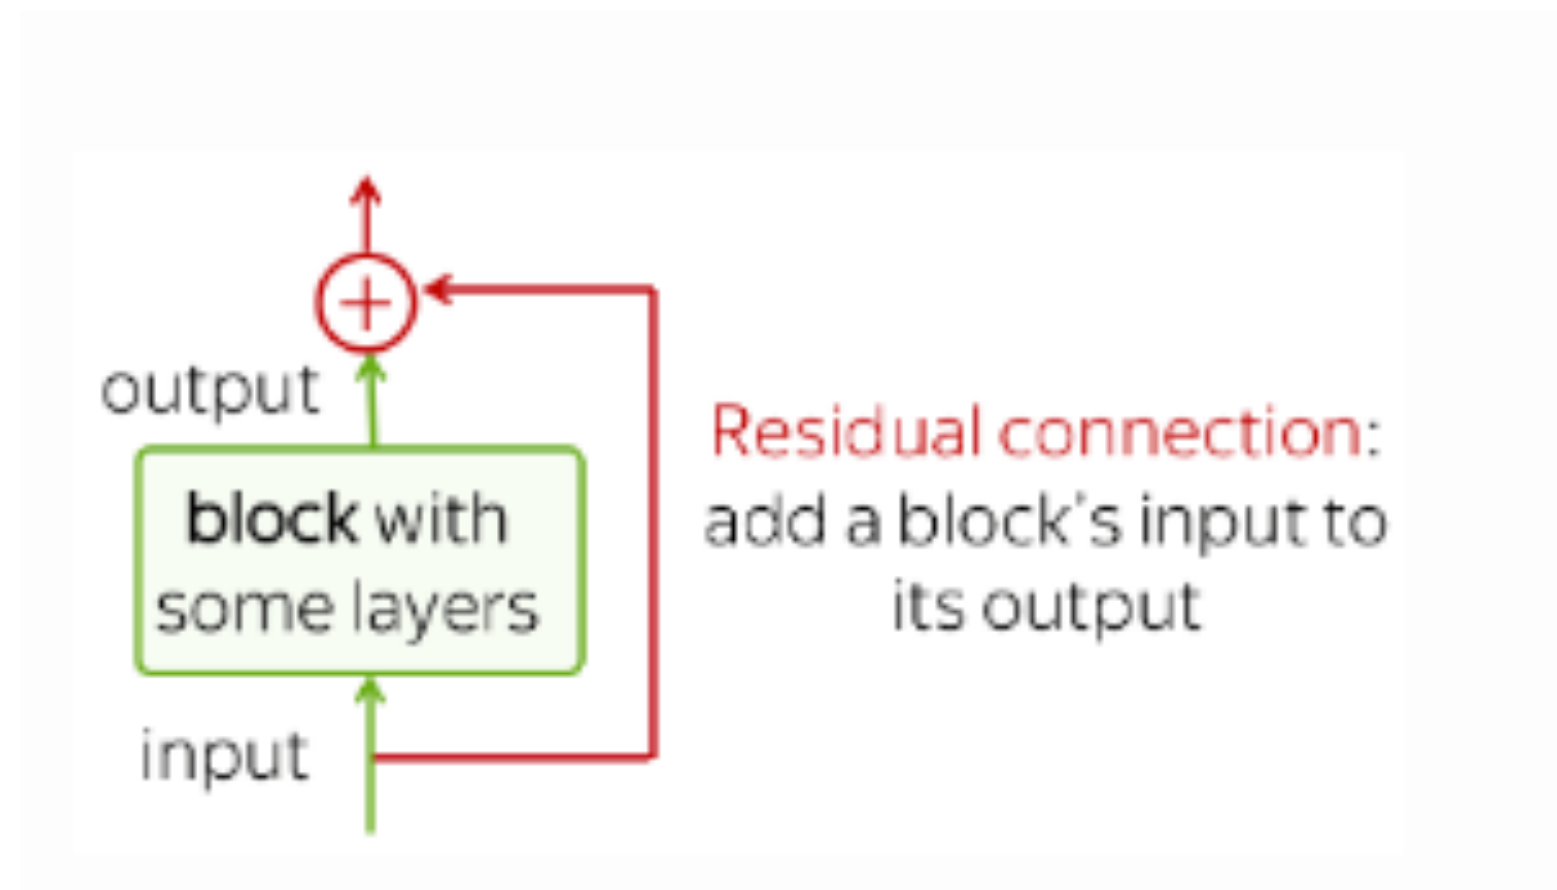 output
block with
some layers
input
Residual connection:
add a block's input to
its output